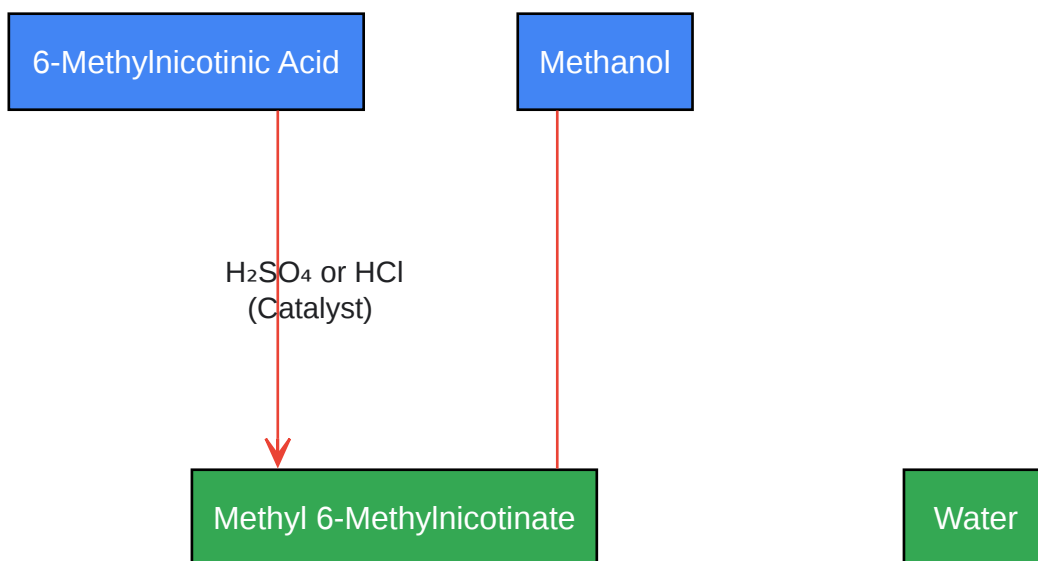 6-Methylnicotinic Acid
Methanol
H₂SO₄ or HCl
(Catalyst)
Methyl 6-Methylnicotinate
Water